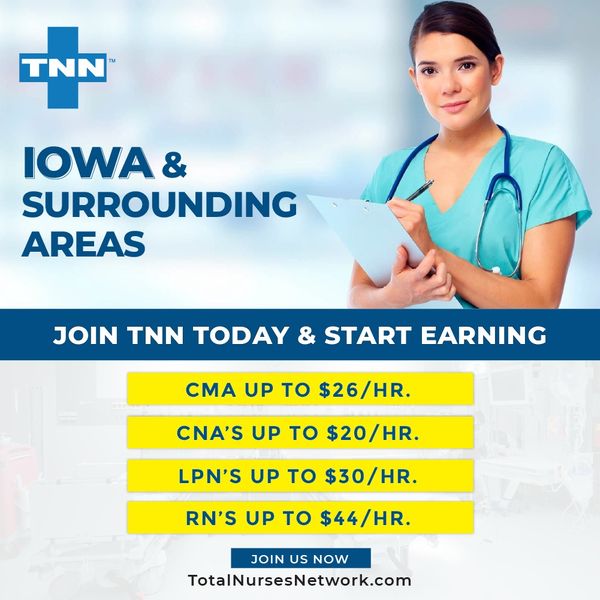 TNN™
IOWA &
SURROUNDING
AREAS
JOIN TNN TODAY & START EARNING
CMA UP TO $26/HR.
CNA'S UP TO $20/HR.
LPN'S UP TO $30/HR.
RN'S UP TO $44/HR.
JOIN US NOW
TotalNursesNetwork.com